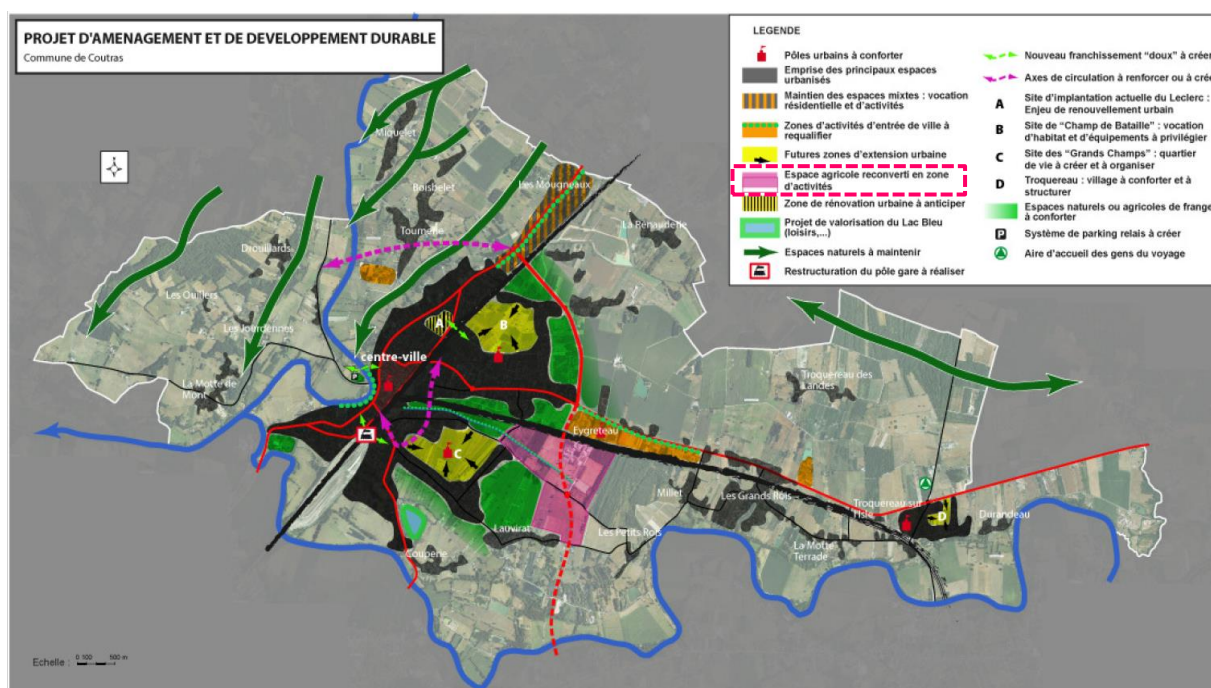 PROJET D'AMENAGEMENT ET DE DEVELOPPEMENT DURABLE
Commune de Coutras
LEGENDE
Pôles urbains à conforter
Emprise des principaux espaces
urbanisés
Maintien des espaces mixtes : vocation
résidentielle et d'activités
Zones d'activités d'entrée de ville à
requalifier
Futures zones d'extension urbaine
Espace agricole reconverti en zone
d'activités
Zone de rénovation urbaine à anticiper
Projet de valorisation du Lac Bleu
(loisirs,...)
Espaces naturels à maintenir
Restructuration du pôle gare à réaliser
Nouveau franchissement "doux" à créer
Axes de circulation à renforcer ou à créer
A Site d'implantation actuelle du Leclerc :
Enjeu de renouvellement urbain
B Site de "Champ de Bataille" : vocation
d'habitat et d'équipements à privilégier
C Site des "Grands Champs" : quartier
de vie à créer et à organiser
D Troquereau : village à conforter et à
structurer
Espaces naturels ou agricoles de frange
à conforter
P Système de parking relais à créer
Aire d'accueil des gens du voyage
Miquelet
Boisbelet
Les Mougneaux
La Renauderie
Tournerie
Drouillards
Les Ouillers
Les Jourdennes
A
B
centre-ville
P
La Motte de
Mont
Troquereau des
Landes
Eygreteau
C
Millet
Les Grands Rois
Troquereau sur
l'Isle
D
Durandeau
Lauvirat
Les Petits Rois
La Motte
Terrade
Couperie
Echelle : 0 100 500 m